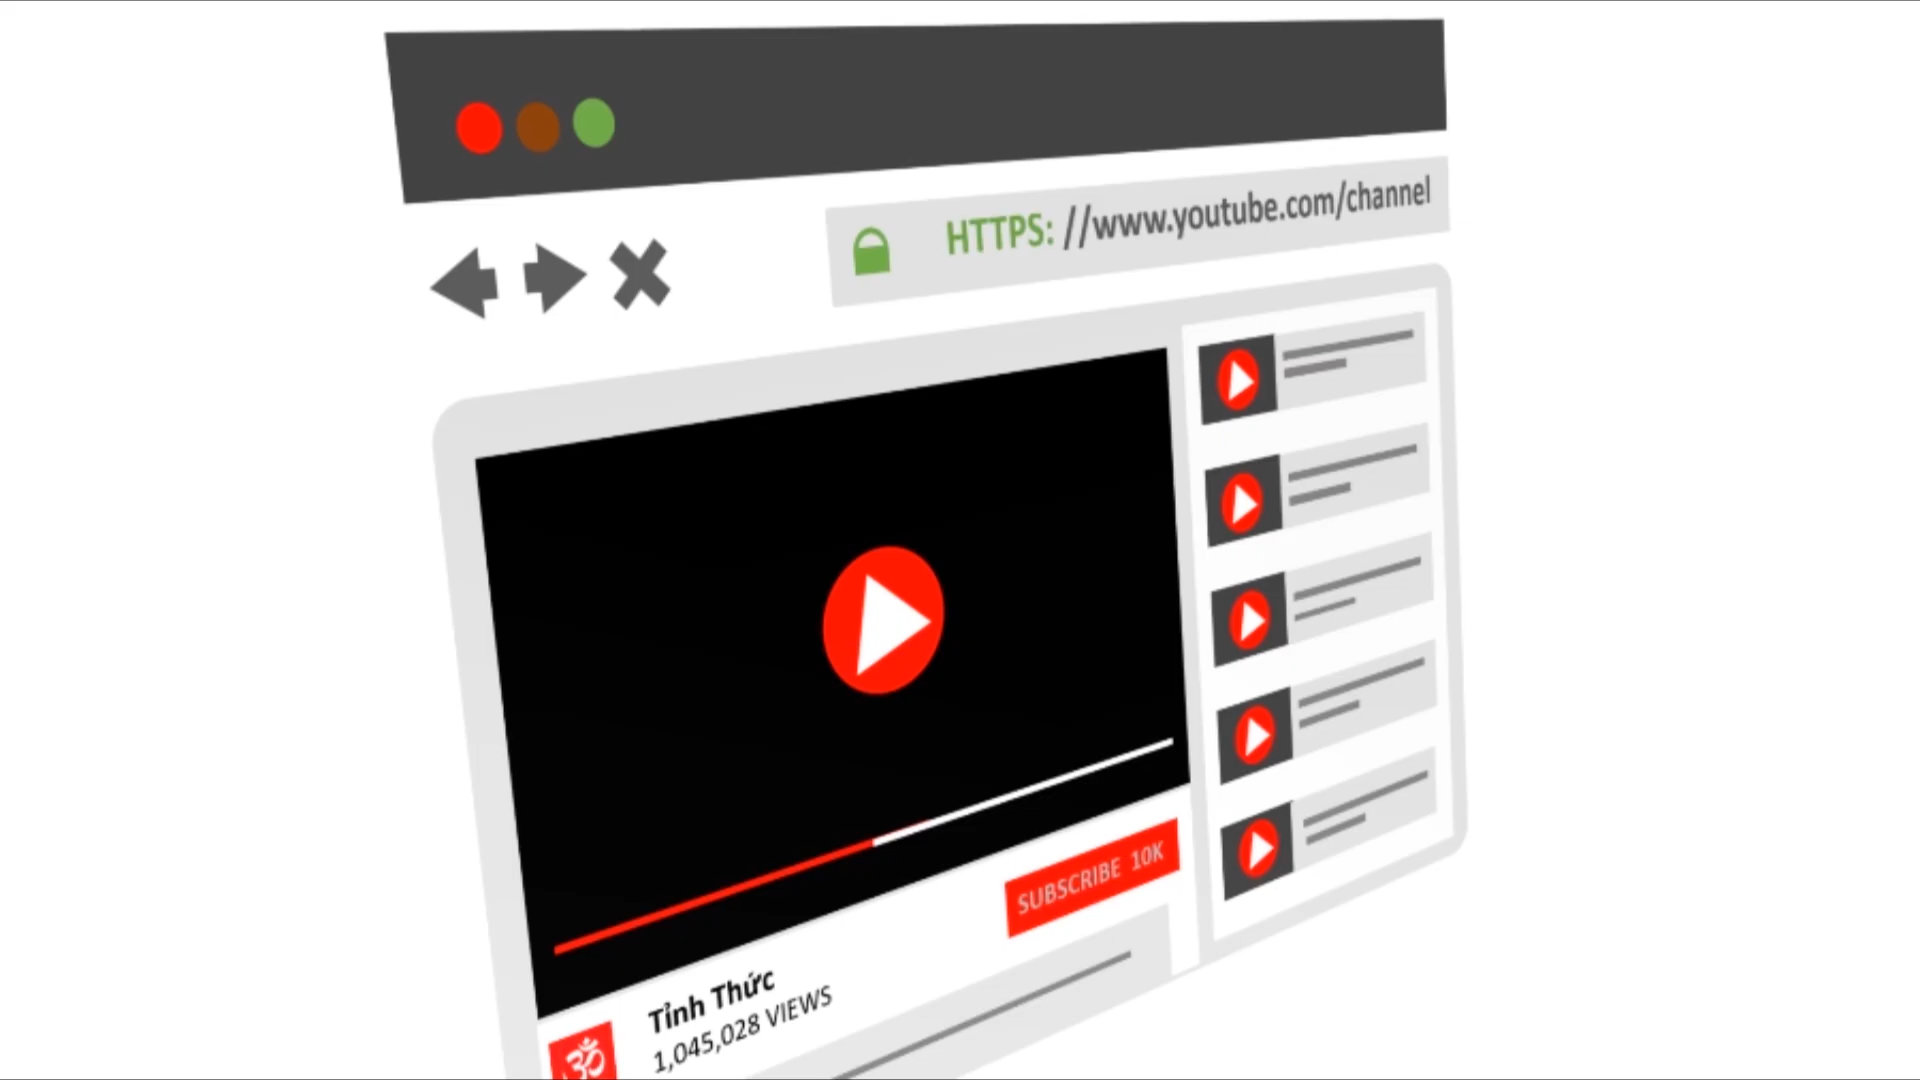 HTTPS: //www.youtube.com/channel
SUBSCRIBE 10K
Tỉnh Thức
1,045,028 VIEWS
ॐ